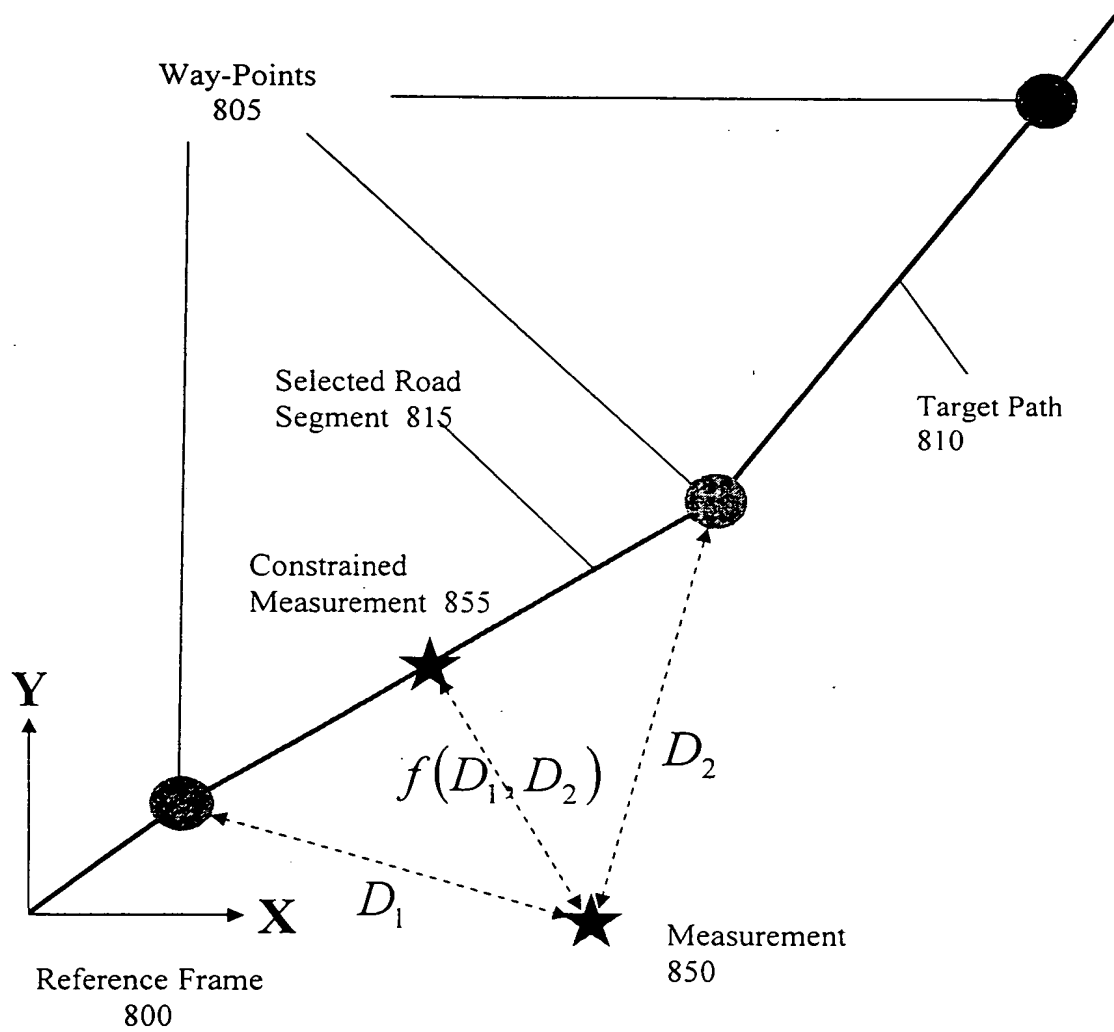 Way-Points
805
Selected Road
Segment 815
Target Path
810
Constrained
Measurement 855
Y
f(D₁, D₂)
D₂
D₁
X
Measurement
850
Reference Frame
800